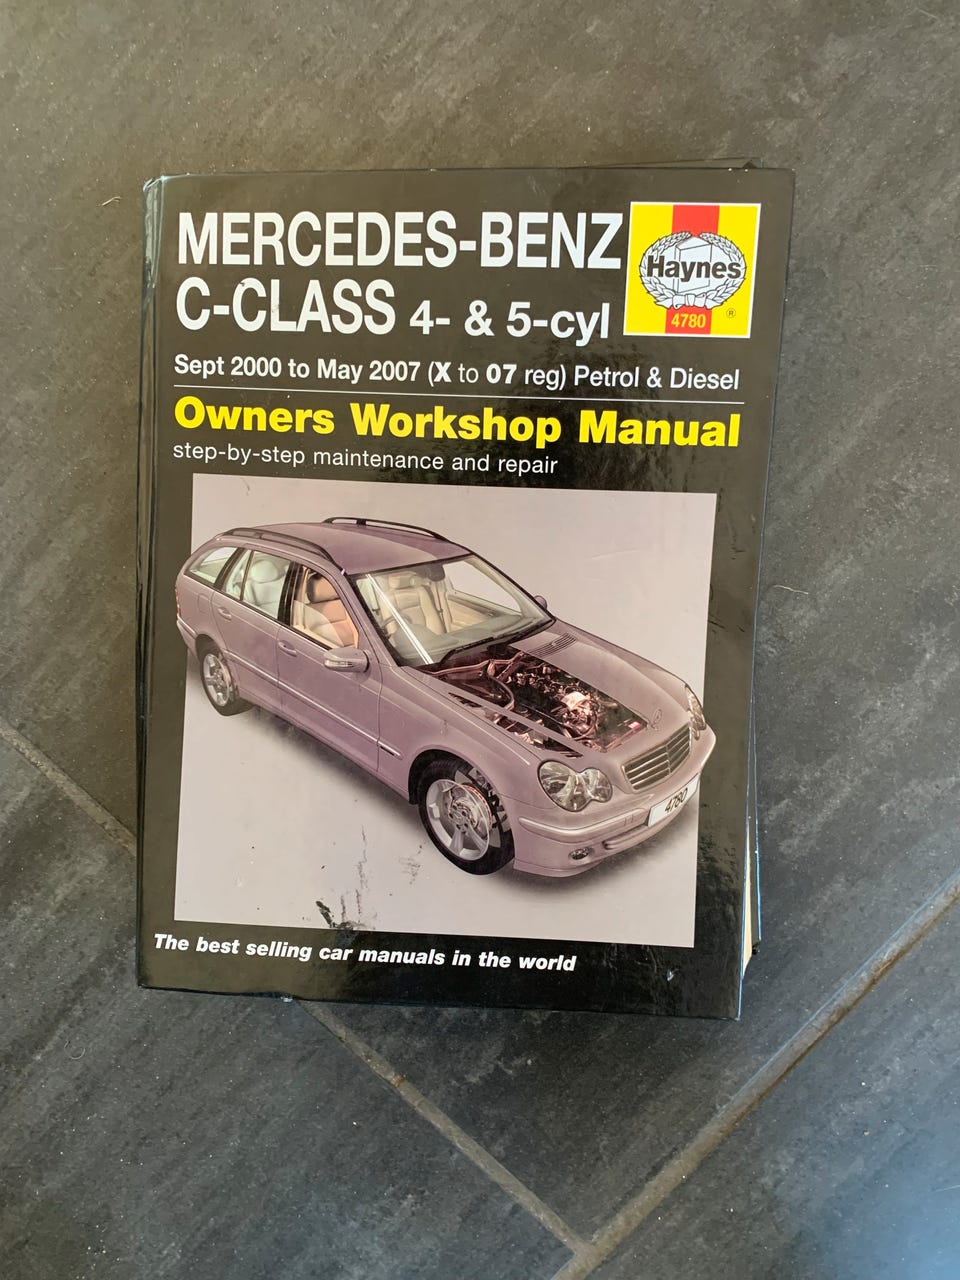 MERCEDES-BENZ
C-CLASS 4- & 5-cyl
Haynes
4780
®
Sept 2000 to May 2007 (X to 07 reg) Petrol & Diesel
Owners Workshop Manual
step-by-step maintenance and repair
4780
The best selling car manuals in the world